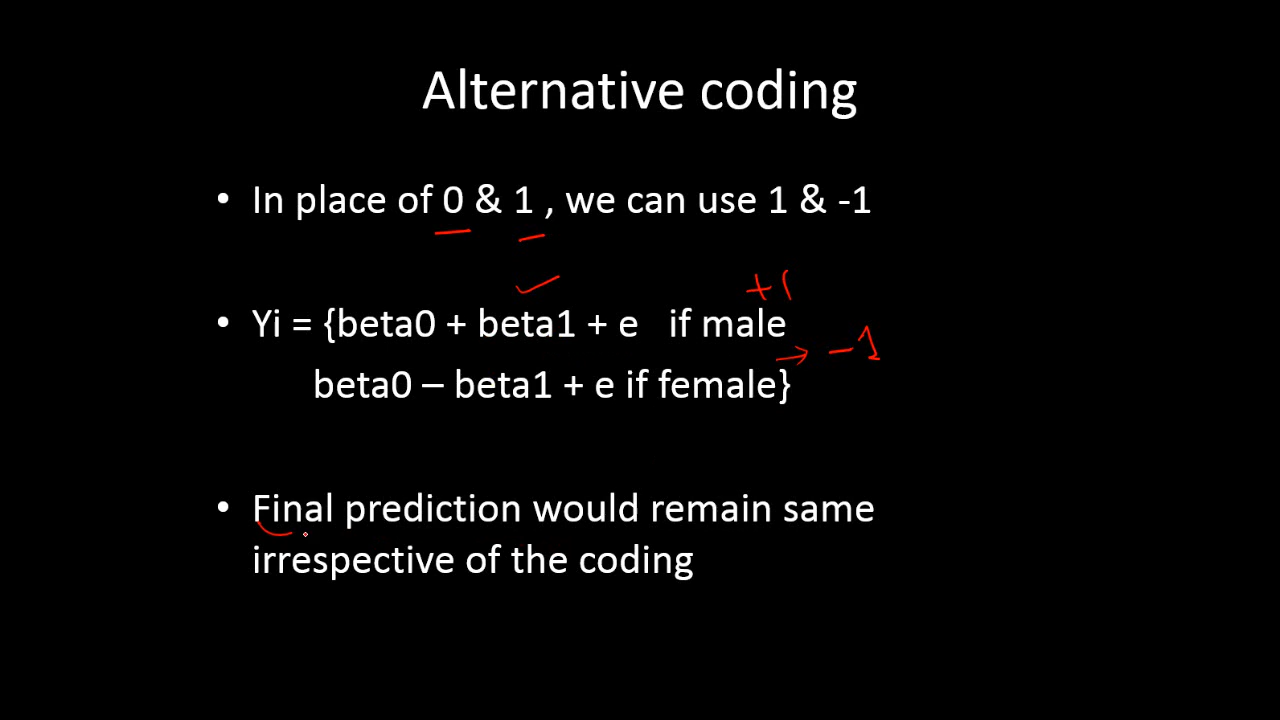 Alternative coding
• In place of 0 & 1 , we can use 1 & -1
+1
• Yi = {beta0 + beta1 + e if male
→ -1
beta0 – beta1 + e if female}
• Final prediction would remain same
irrespective of the coding